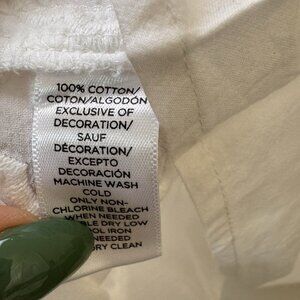 100% COTTON/
COTON/ALGODÓN
EXCLUSIVE OF
DECORATION/
SAUF
DÉCORATION/
EXCEPTO
DECORACIÓN
MACHINE WASH
COLD
ONLY NON-
CHLORINE BLEACH
WHEN NEEDED
DRY LOW
IRON
NEEDED
DRY CLEAN